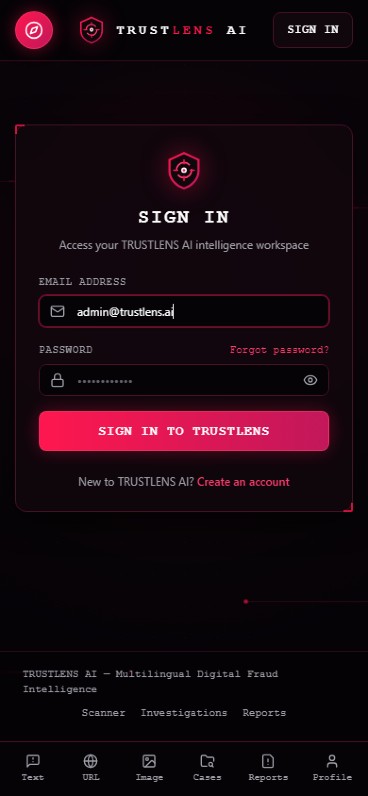 TRUSTLENS AI
SIGN IN
SIGN IN
Access your TRUSTLENS AI intelligence workspace
EMAIL ADDRESS
admin@trustlens.ai
PASSWORD
Forgot password?
••••••••••••
SIGN IN TO TRUSTLENS
New to TRUSTLENS AI? Create an account
TRUSTLENS AI — Multilingual Digital Fraud
Intelligence
Scanner Investigations Reports
Text URL Image Cases Reports Profile